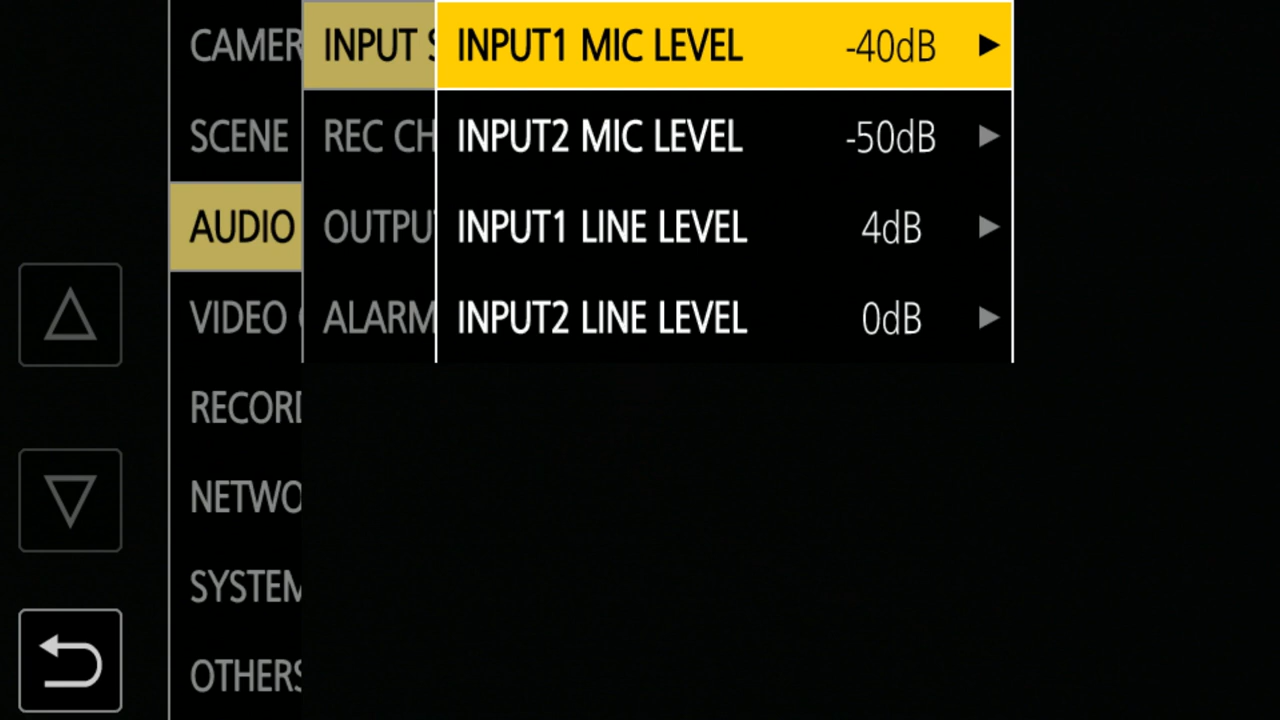 CAMER
SCENE
AUDIO
VIDEO
RECORD
NETWO
SYSTEM
OTHERS
INPUT S
REC CH
OUTPUT
ALARM
INPUT1 MIC LEVEL -40dB
INPUT2 MIC LEVEL -50dB
INPUT1 LINE LEVEL 4dB
INPUT2 LINE LEVEL 0dB